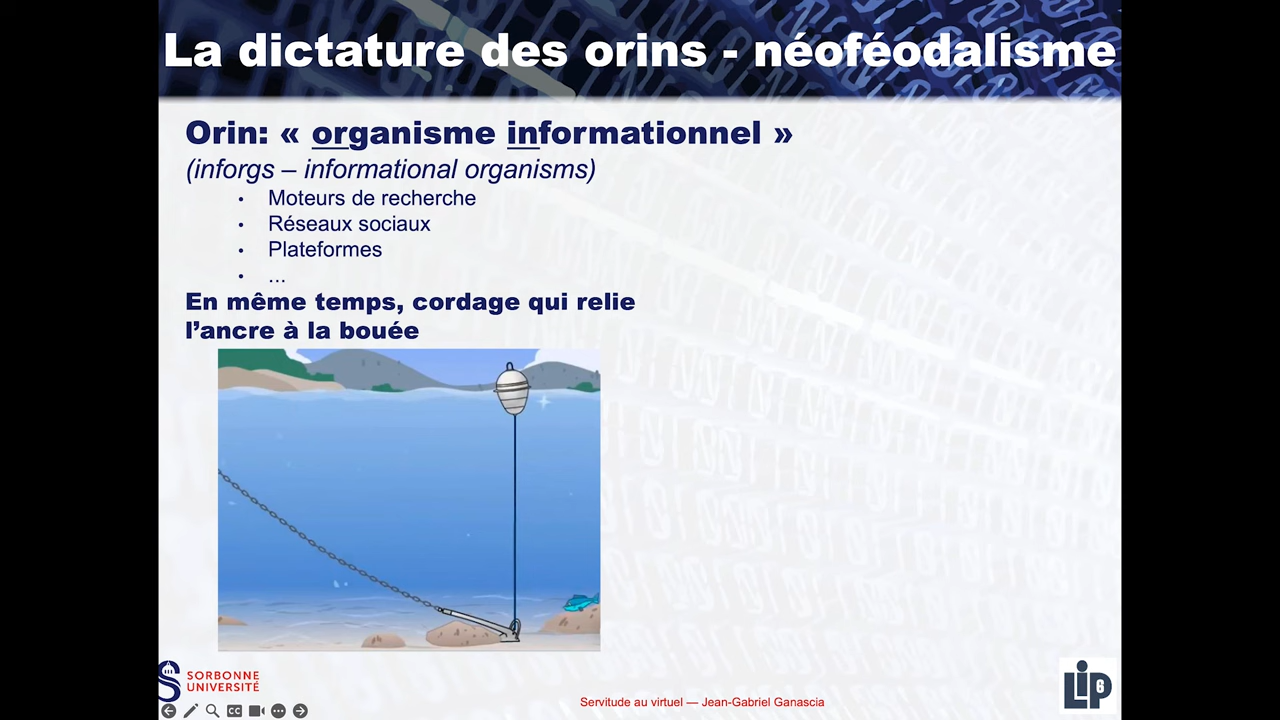 La dictature des orins - néoféodalisme
Orin: « organisme informationnel »
(inforgs – informational organisms)
• Moteurs de recherche
• Réseaux sociaux
• Plateformes
• ...
En même temps, cordage qui relie
l’ancre à la bouée
SORBONNE
UNIVERSITÉ
Servitude au virtuel — Jean-Gabriel Ganascia
LIP6
CC